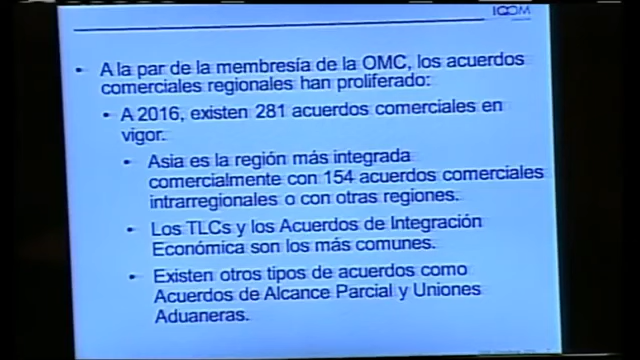 IQOM
• A la par de la membresía de la OMC, los acuerdos
comerciales regionales han proliferado:
• A 2016, existen 281 acuerdos comerciales en
vigor.
• Asia es la región más integrada
comercialmente con 154 acuerdos comerciales
intrarregionales o con otras regiones.
• Los TLCs y los Acuerdos de Integración
Económica son los más comunes.
• Existen otros tipos de acuerdos como
Acuerdos de Alcance Parcial y Uniones
Aduaneras.